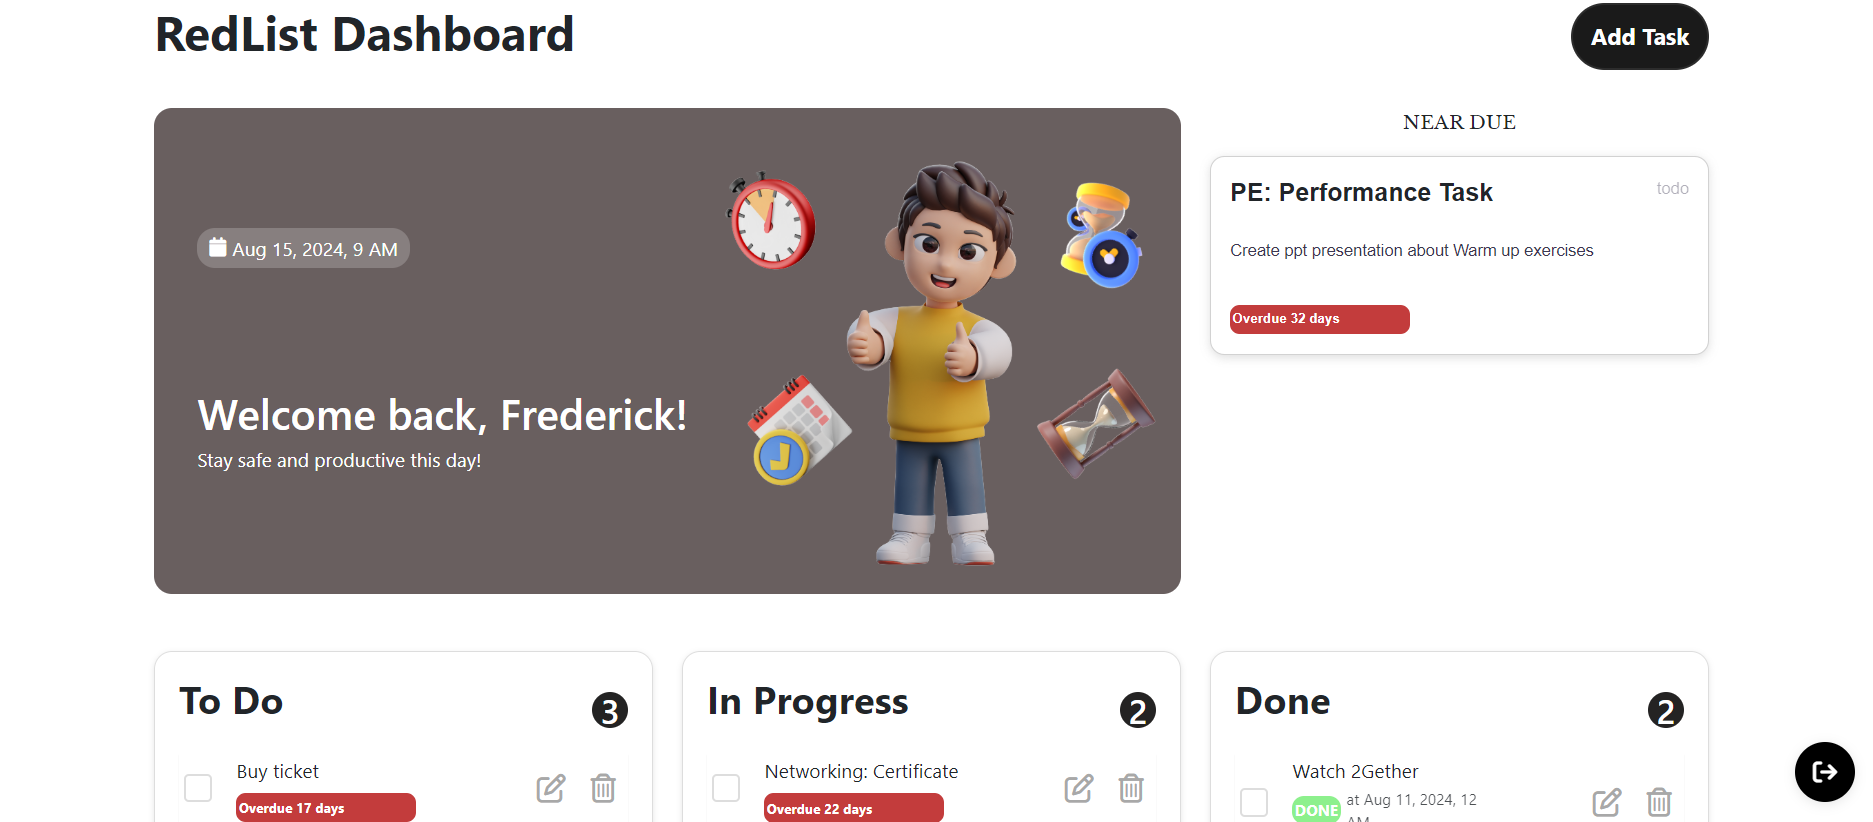 RedList Dashboard
Add Task
Aug 15, 2024, 9 AM
Welcome back, Frederick!
Stay safe and productive this day!
NEAR DUE
PE: Performance Task
todo
Create ppt presentation about Warm up exercises
Overdue 32 days
To Do
3
Buy ticket
Overdue 17 days
In Progress
2
Networking: Certificate
Overdue 22 days
Done
2
Watch 2Gether
DONE at Aug 11, 2024, 12
AM